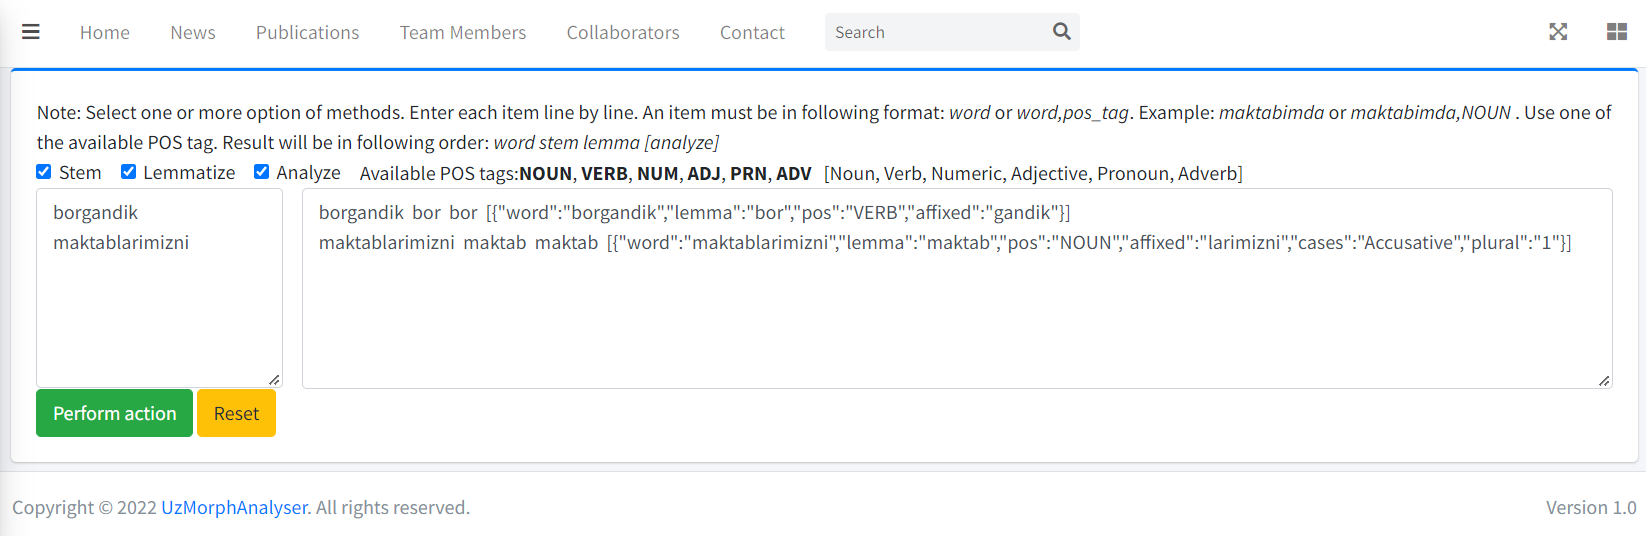 Home News Publications Team Members Collaborators Contact Search
Note: Select one or more option of methods. Enter each item line by line. An item must be in following format: word or word,pos_tag. Example: maktabimda or maktabimda,NOUN . Use one of
the available POS tag. Result will be in following order: word stem lemma [analyze]
Stem Lemmatize Analyze Available POS tags:NOUN, VERB, NUM, ADJ, PRN, ADV [Noun, Verb, Numeric, Adjective, Pronoun, Adverb]
borgandik
maktablarimizni
borgandik bor bor [{"word":"borgandik","lemma":"bor","pos":"VERB","affixed":"gandik"}]
maktablarimizni maktab maktab [{"word":"maktablarimizni","lemma":"maktab","pos":"NOUN","affixed":"larimizni","cases":"Accusative","plural":"1"}]
Perform action Reset
Copyright © 2022 UzMorphAnalyser. All rights reserved. Version 1.0